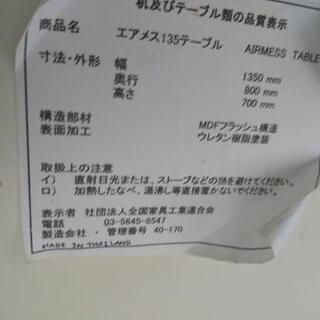 机及びテーブル類の品質表示
商品名 エアメス135テーブル AIRMESS TABLE
寸法・外形 幅 1350 mm
奥行 800 mm
高さ 700 mm
構造部材 MDFフラッシュ構造
表面加工 ウレタン樹脂塗装
取扱上の注意
イ) 直射日光または、ストーブなどの熱を避けてください。
ロ) 加熱したなべ、湯沸し等直接置かないでください。
表示者 社団法人全国家具工業連合会
電話 03-5645-8547
製造会社・管理番号 40-170
MADE IN THAILAND